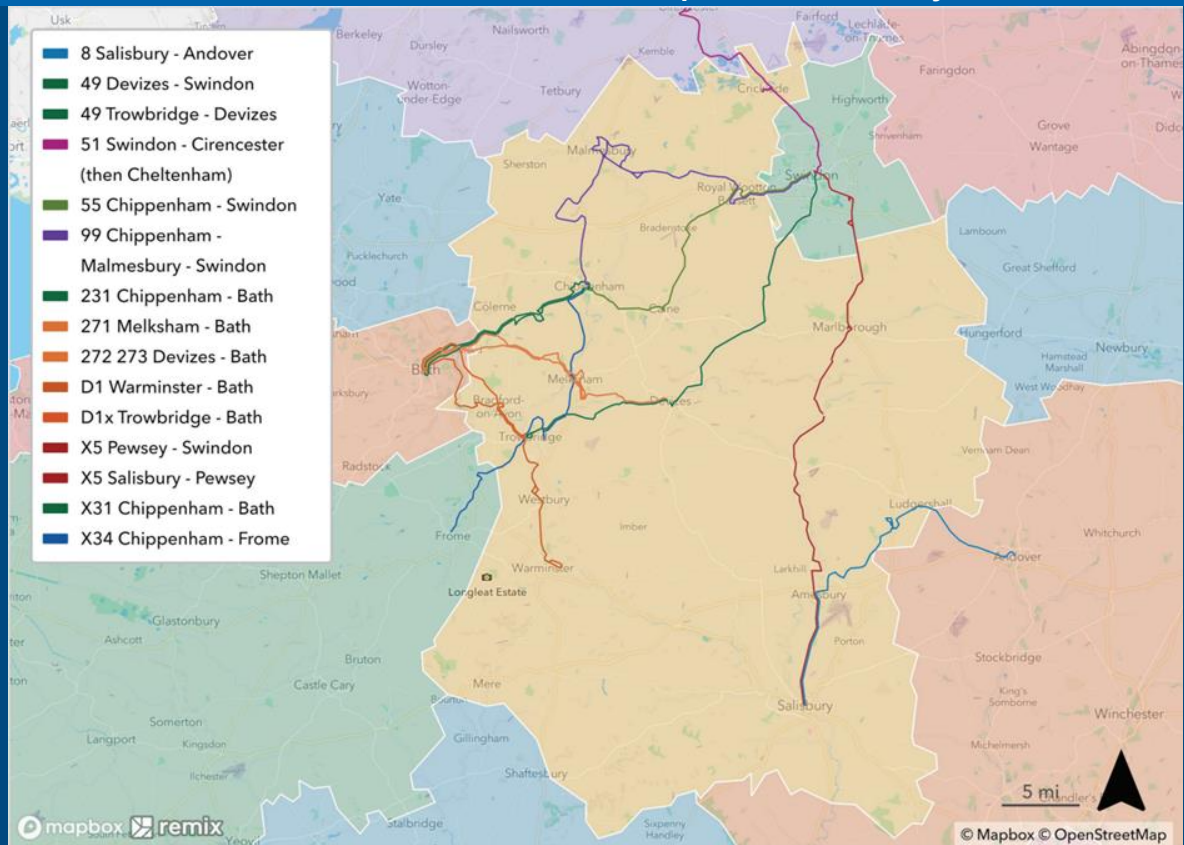 8 Salisbury - Andover
49 Devizes - Swindon
49 Trowbridge - Devizes
51 Swindon - Cirencester
(then Cheltenham)
55 Chippenham - Swindon
99 Chippenham -
Malmesbury - Swindon
231 Chippenham - Bath
271 Melksham - Bath
272 273 Devizes - Bath
D1 Warminster - Bath
D1x Trowbridge - Bath
X5 Pewsey - Swindon
X5 Salisbury - Pewsey
X31 Chippenham - Bath
X34 Chippenham - Frome
Usk
Berkeley
Dursley
Nailsworth
Kemble
Fairford
Lechlade-
on-Thames
Abingdon-
on-Thames
Wotton-
under-Edge
Tetbury
Cricklade
Highworth
Faringdon
Shrivenham
Grove
Wantage
Malmesbury
Sherston
Royal Wootton
Bassett
Swindon
Yate
Bradenstoke
Lambourn
Pucklechurch
Great Shefford
Chippenham
Colerne
Calne
Marlborough
Hungerford
Newbury
Hamstead
Marshall
West Woodhay
Bath
Melksham
Devizes
Bradford-
on-Avon
Trowbridge
Radstock
Vernham Dean
Westbury
Ludgershall
Imber
Frome
Whitchurch
Andover
Shepton Mallet
Warminster
Larkhill
Longleat Estate
Amesbury
Glastonbury
Ashcott
Porton
Bruton
Stockbridge
Castle Cary
Mere
Salisbury
King's
Somborne
Winchester
Somerton
Langport
Kingsdon
Gillingham
Michelmersh
Ilchester
Shaftesbury
5 mi
Chandler's
Stalbridge
Sixpenny
Handley
Yeovil
mapbox remix
© Mapbox © OpenStreetMap